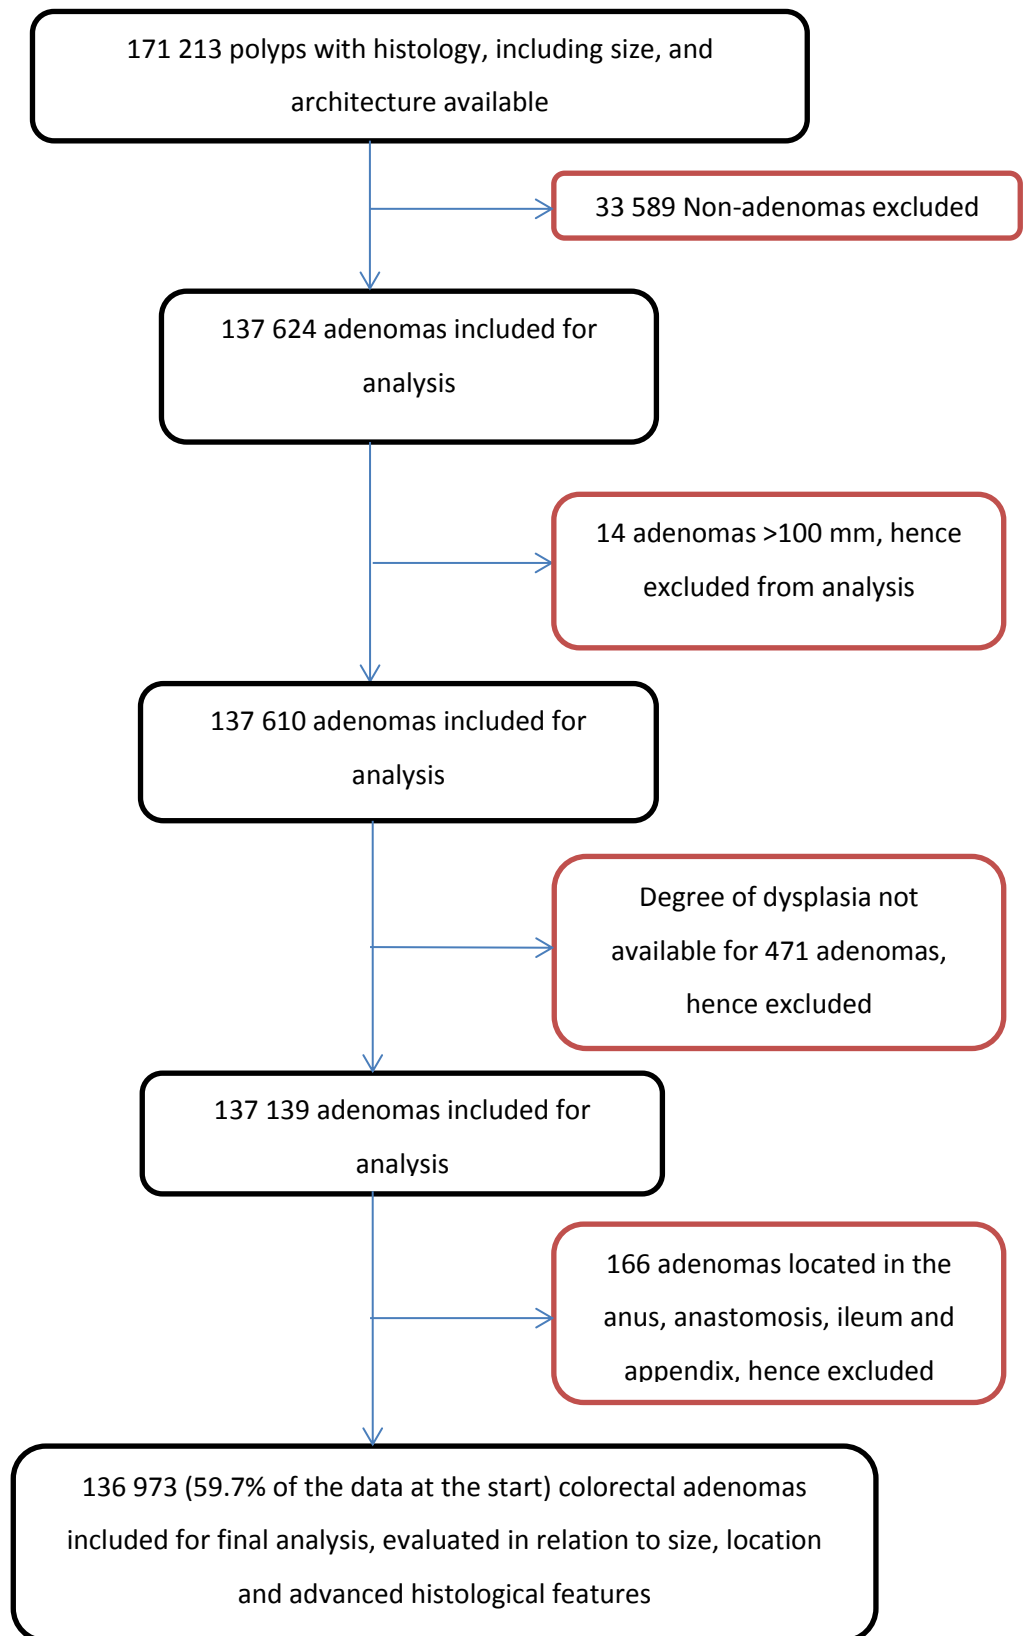 171 213 polyps with histology, including size, and
architecture available
33 589 Non-adenomas excluded
137 624 adenomas included for
analysis
14 adenomas >100 mm, hence
excluded from analysis
137 610 adenomas included for
analysis
Degree of dysplasia not
available for 471 adenomas,
hence excluded
137 139 adenomas included for
analysis
166 adenomas located in the
anus, anastomosis, ileum and
appendix, hence excluded
136 973 (59.7% of the data at the start) colorectal adenomas
included for final analysis, evaluated in relation to size, location
and advanced histological features